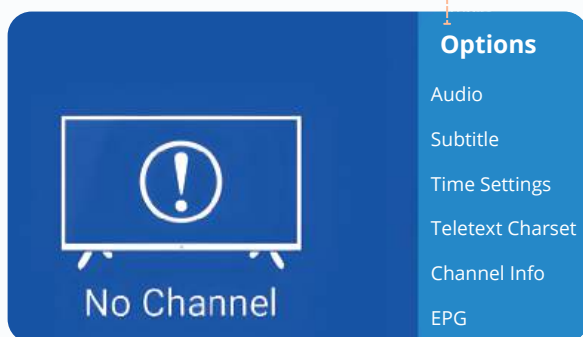 Options
Audio
Subtitle
Time Settings
Teletext Charset
Channel Info
EPG
No Channel